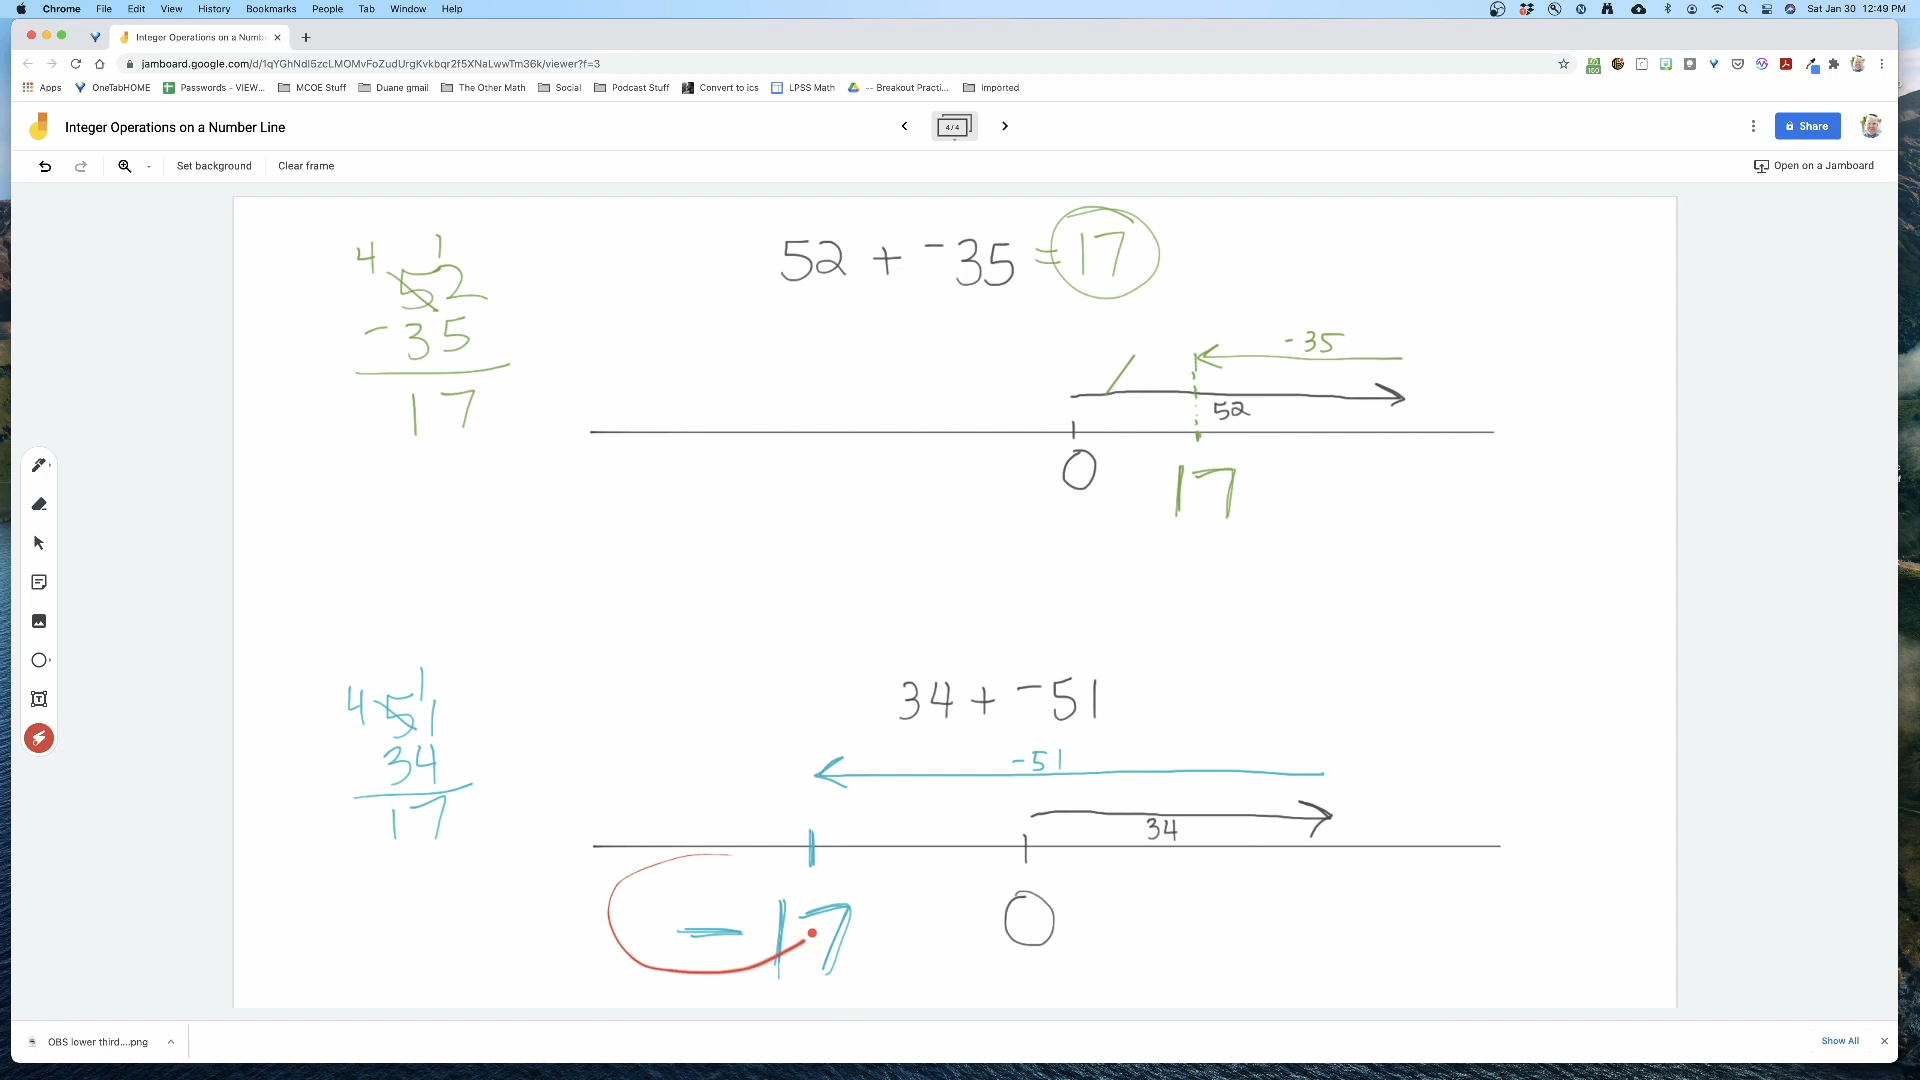 Chrome File Edit View History Bookmarks People Tab Window Help Sat Jan 30 12:49 PM
Integer Operations on a Numb
jamboard.google.com/d/1qYGhNdI5zcLMOMvFoZudUrgKvkbqr2f5XNaLwwTm36k/viewer?f=3
Apps OneTabHOME Passwords - VIEW... MCOE Stuff Duane gmail The Other Math Social Podcast Stuff Convert to ics LPSS Math -- Breakout Practi... Imported
Integer Operations on a Number Line 4 / 4 Share
Set background Clear frame Open on a Jamboard
4 1
52
- 35
17
52 + -35 = 17
-35
52
0
17
4 1
51
34
17
34 + -51
-51
34
-17
0
OBS lower third....png Show All